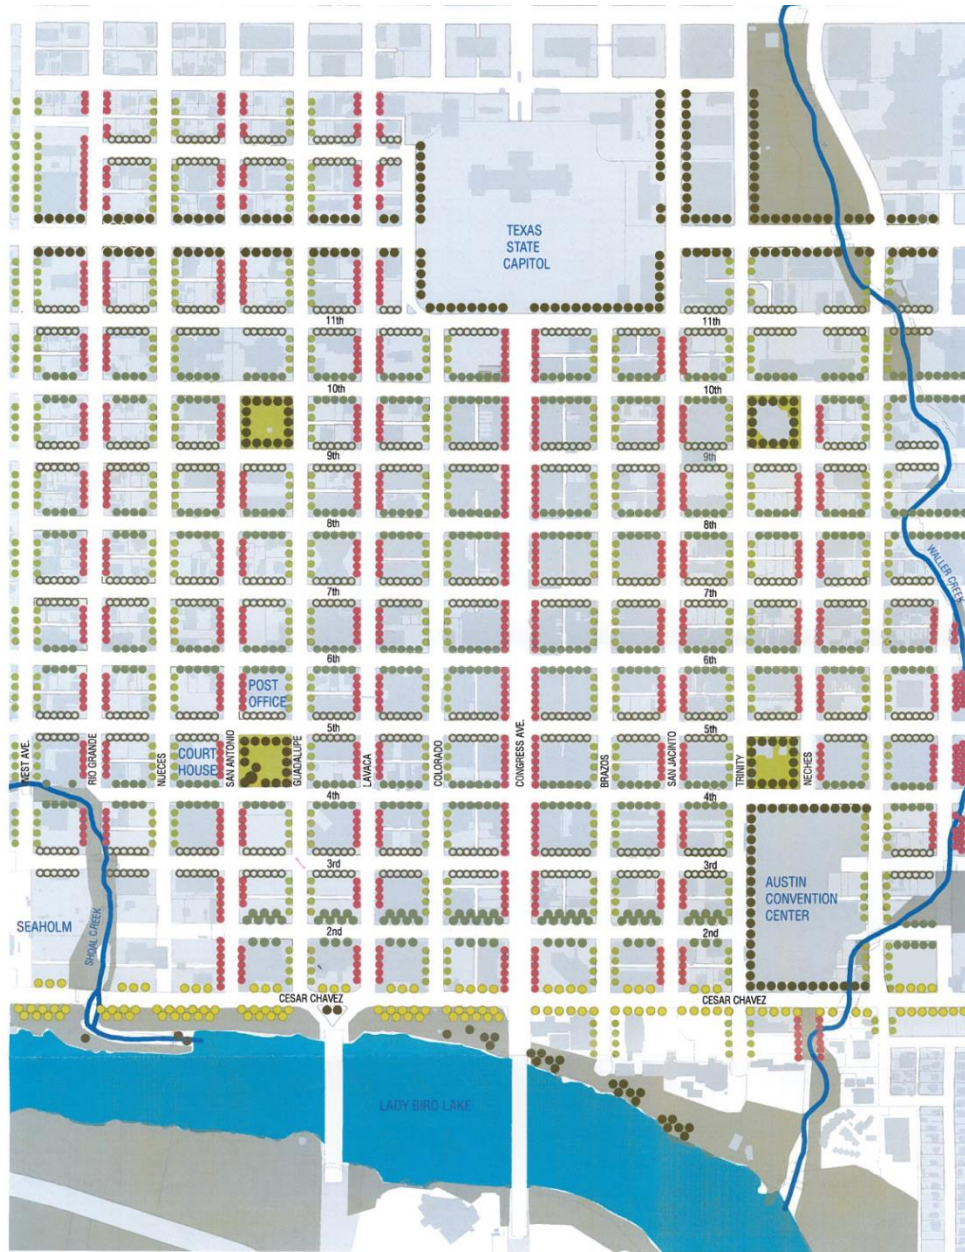 TEXAS
STATE
CAPITOL
11th
11th
10th
10th
9th
9th
8th
8th
7th
7th
WALLER CREEK
6th
6th
POST
OFFICE
5th
5th
WEST AVE.
RIO GRANDE
NUECES
COURT
HOUSE
SAN ANTONIO
GUADALUPE
LAVACA
COLORADO
CONGRESS AVE.
BRAZOS
SAN JACINTO
TRINITY
NECHES
4th
4th
3rd
3rd
AUSTIN
CONVENTION
CENTER
SEAHOLM
SHOAL CREEK
2nd
2nd
CESAR CHAVEZ
CESAR CHAVEZ
LADY BIRD LAKE